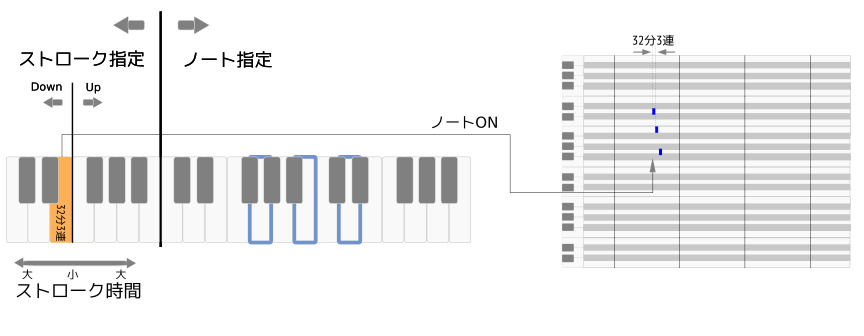 ストローク指定
ノート指定
Down
Up
ノートON
32分3連
32分3連
大
小
大
ストローク時間